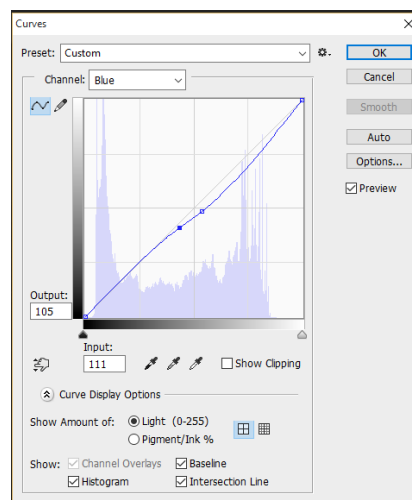 Curves
Preset: Custom
OK
Channel: Blue
Cancel
Smooth
Auto
Options...
Preview
Output:
105
Input:
111
Show Clipping
Curve Display Options
Show Amount of: Light (0-255)
Pigment/Ink %
Show: Channel Overlays Baseline
Histogram Intersection Line